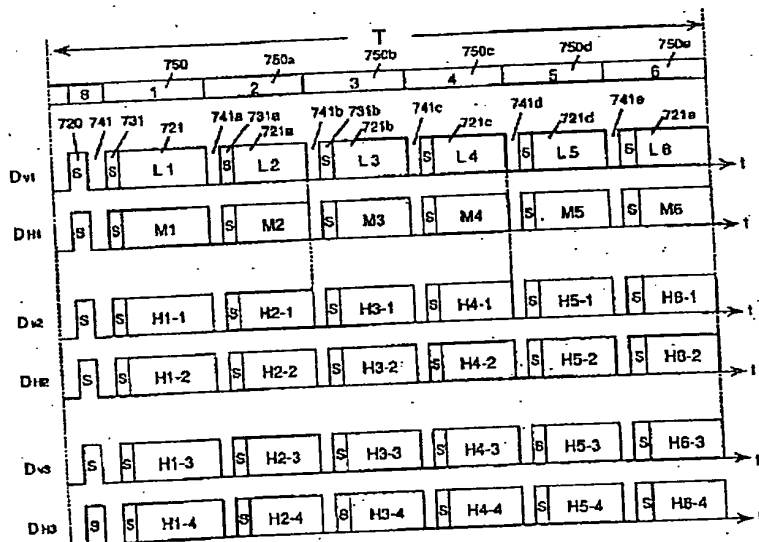 T
750 750a 750b 750c 750d 750e
S 1 2 3 4 5 6
720 741 731 721 741a 731a 721a 741b 731b 721b 741c 721c 741d 721d 741e 721e
DV1 S S L1 S L2 S L3 S L4 S L5 S L6 t
DH1 S S M1 S M2 S M3 S M4 S M5 S M6 t
DV2 S S H1-1 S H2-1 S H3-1 S H4-1 S H5-1 S H6-1 t
DH2 S S H1-2 S H2-2 S H3-2 S H4-2 S H5-2 S H6-2 t
DV3 S S H1-3 S H2-3 S H3-3 S H4-3 S H5-3 S H6-3 t
DH3 S S H1-4 S H2-4 S H3-4 S H4-4 S H5-4 S H6-4